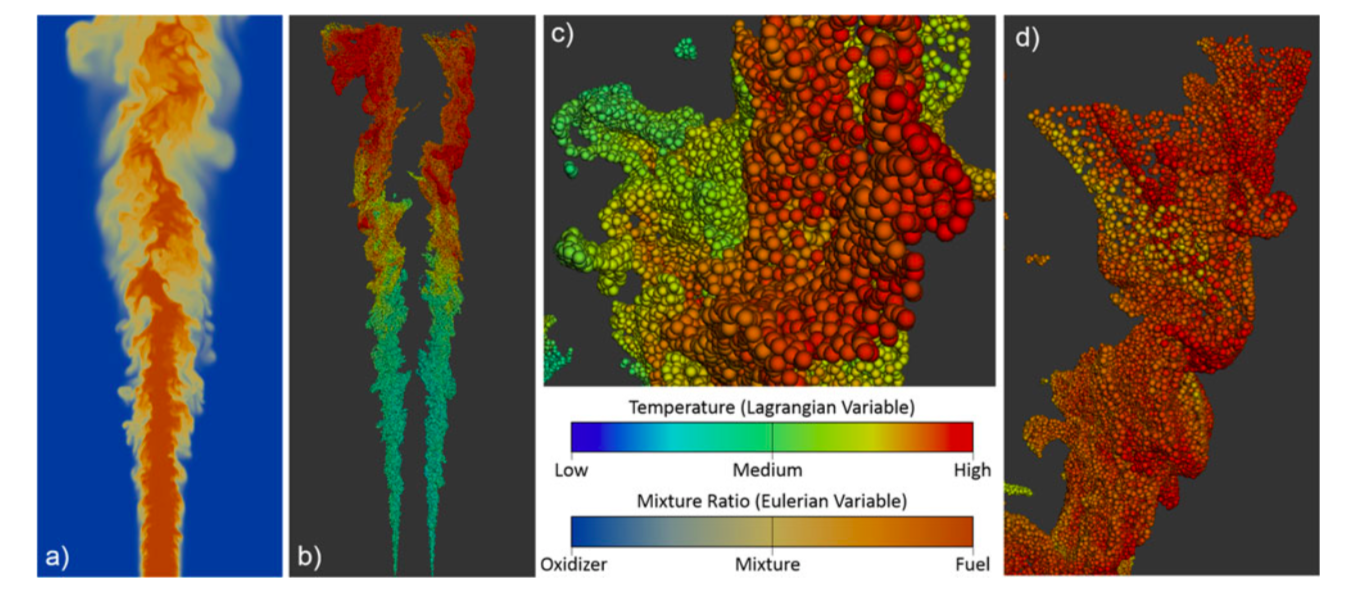 a)
b)
c)
d)
Temperature (Lagrangian Variable)
Low Medium High
Mixture Ratio (Eulerian Variable)
Oxidizer Mixture Fuel